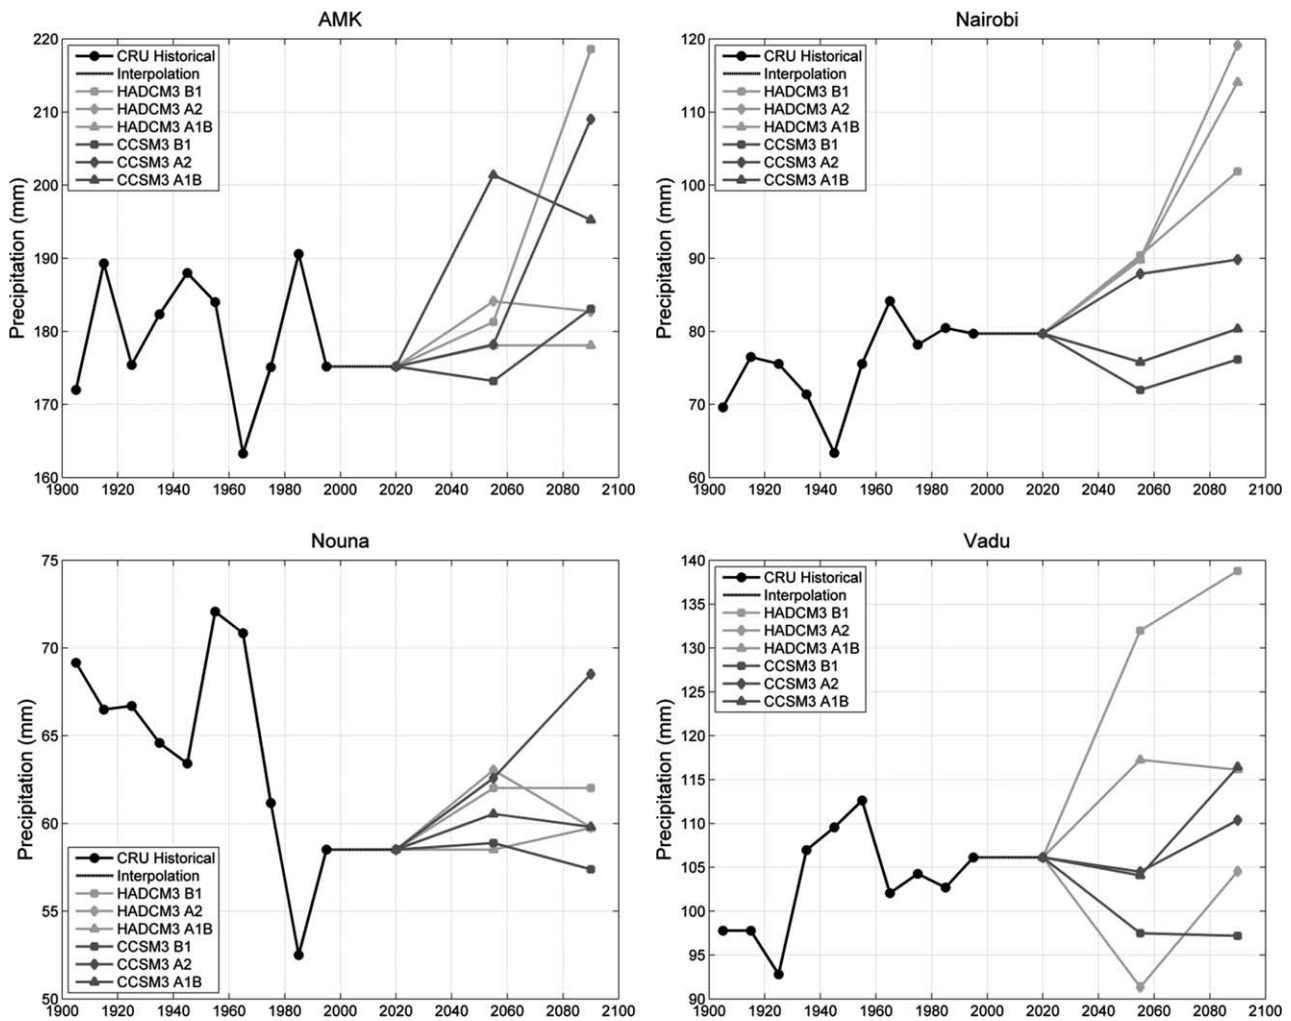 AMK
220
210
200
190
180
170
160
Precipitation (mm)
CRU Historical
Interpolation
HADCM3 B1
HADCM3 A2
HADCM3 A1B
CCSM3 B1
CCSM3 A2
CCSM3 A1B
1900 1920 1940 1960 1980 2000 2020 2040 2060 2080 2100
Nairobi
120
110
100
90
80
70
60
Precipitation (mm)
CRU Historical
Interpolation
HADCM3 B1
HADCM3 A2
HADCM3 A1B
CCSM3 B1
CCSM3 A2
CCSM3 A1B
1900 1920 1940 1960 1980 2000 2020 2040 2060 2080 2100
Nouna
75
70
65
60
55
50
Precipitation (mm)
CRU Historical
Interpolation
HADCM3 B1
HADCM3 A2
HADCM3 A1B
CCSM3 B1
CCSM3 A2
CCSM3 A1B
1900 1920 1940 1960 1980 2000 2020 2040 2060 2080 2100
Vadu
140
135
130
125
120
115
110
105
100
95
90
Precipitation (mm)
CRU Historical
Interpolation
HADCM3 B1
HADCM3 A2
HADCM3 A1B
CCSM3 B1
CCSM3 A2
CCSM3 A1B
1900 1920 1940 1960 1980 2000 2020 2040 2060 2080 2100